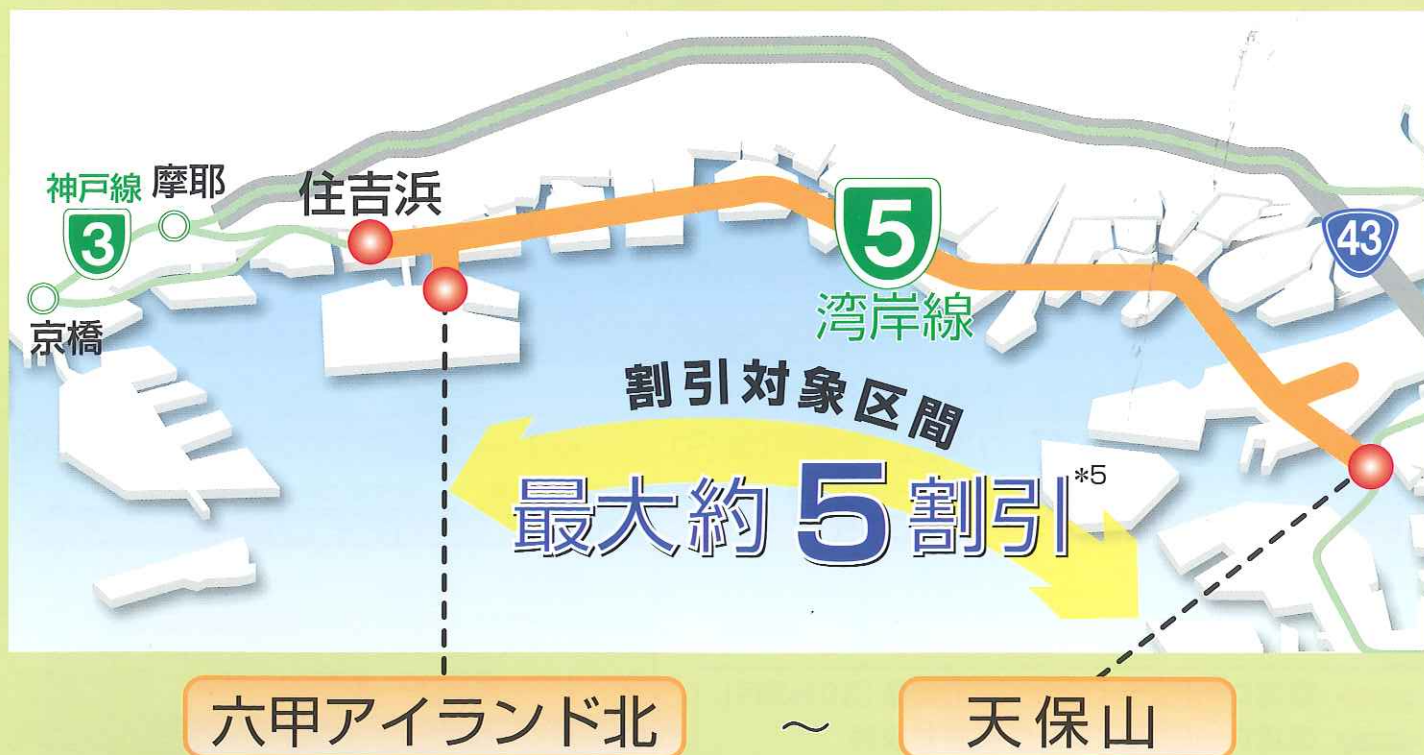 神戸線
3
摩耶
住吉浜
京橋
5
湾岸線
43
割引対象区間
最大約5割引*5
六甲アイランド北 ～ 天保山